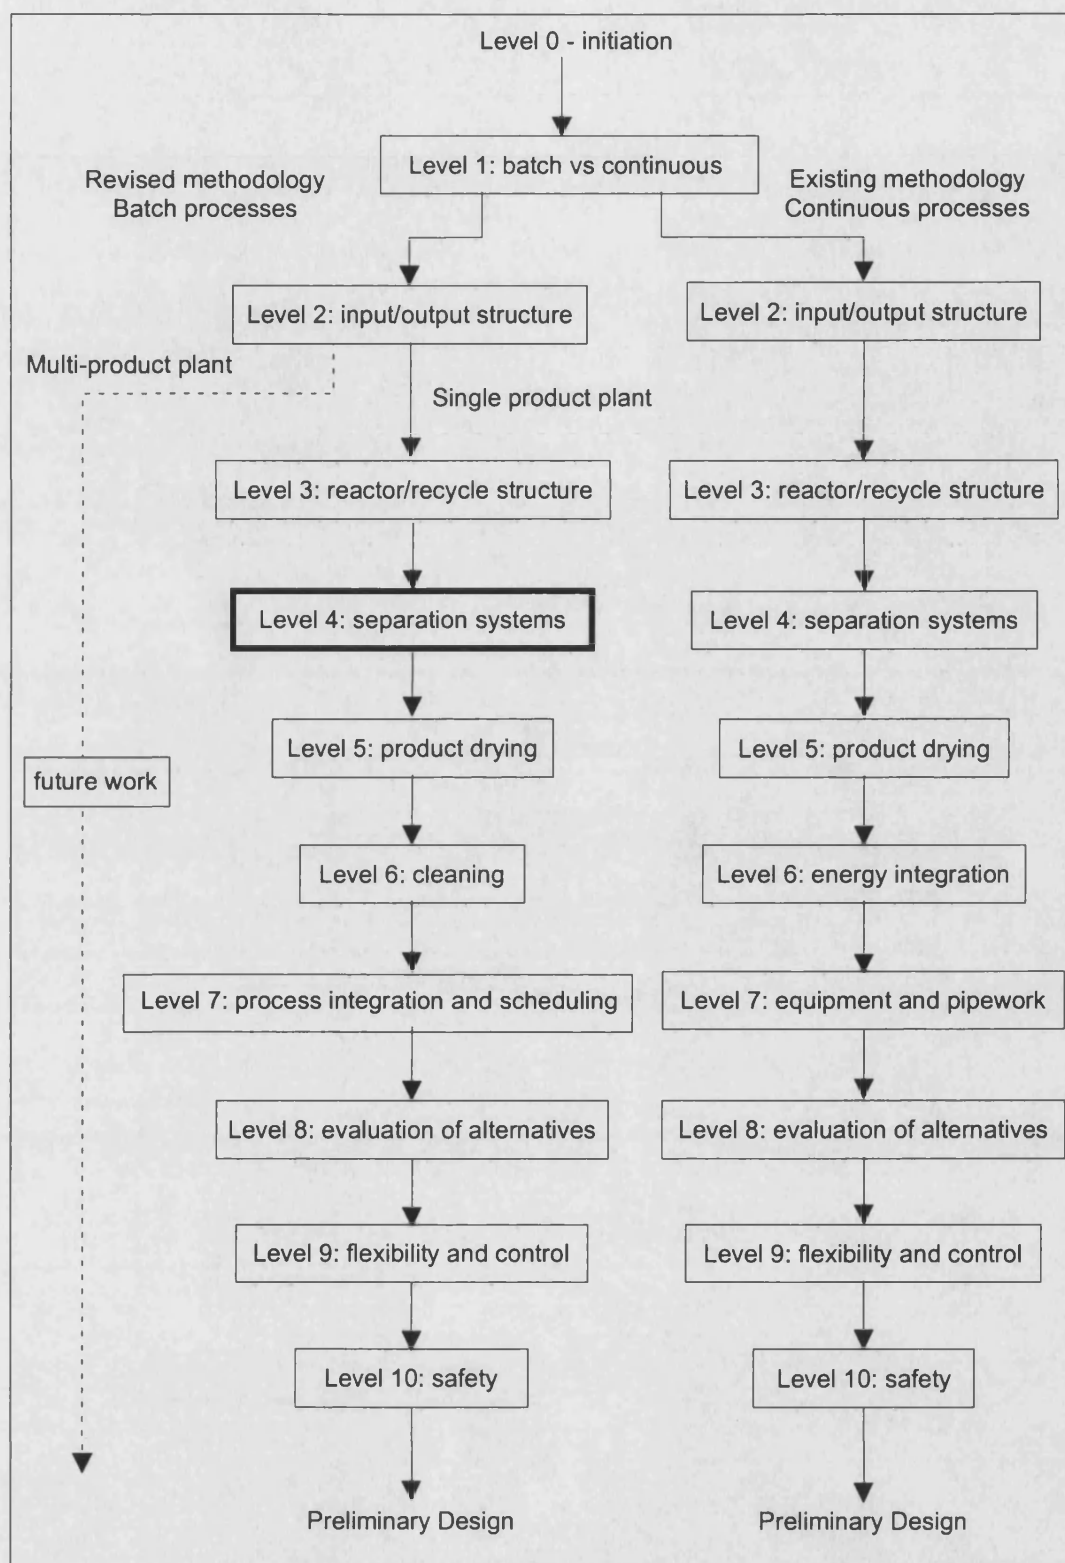 Level 0 - initiation
Level 1: batch vs continuous
Revised methodology
Batch processes
Existing methodology
Continuous processes
Level 2: input/output structure
Level 2: input/output structure
Multi-product plant
Single product plant
Level 3: reactor/recycle structure
Level 3: reactor/recycle structure
Level 4: separation systems
Level 4: separation systems
Level 5: product drying
Level 5: product drying
future work
Level 6: cleaning
Level 6: energy integration
Level 7: process integration and scheduling
Level 7: equipment and pipework
Level 8: evaluation of alternatives
Level 8: evaluation of alternatives
Level 9: flexibility and control
Level 9: flexibility and control
Level 10: safety
Level 10: safety
Preliminary Design
Preliminary Design